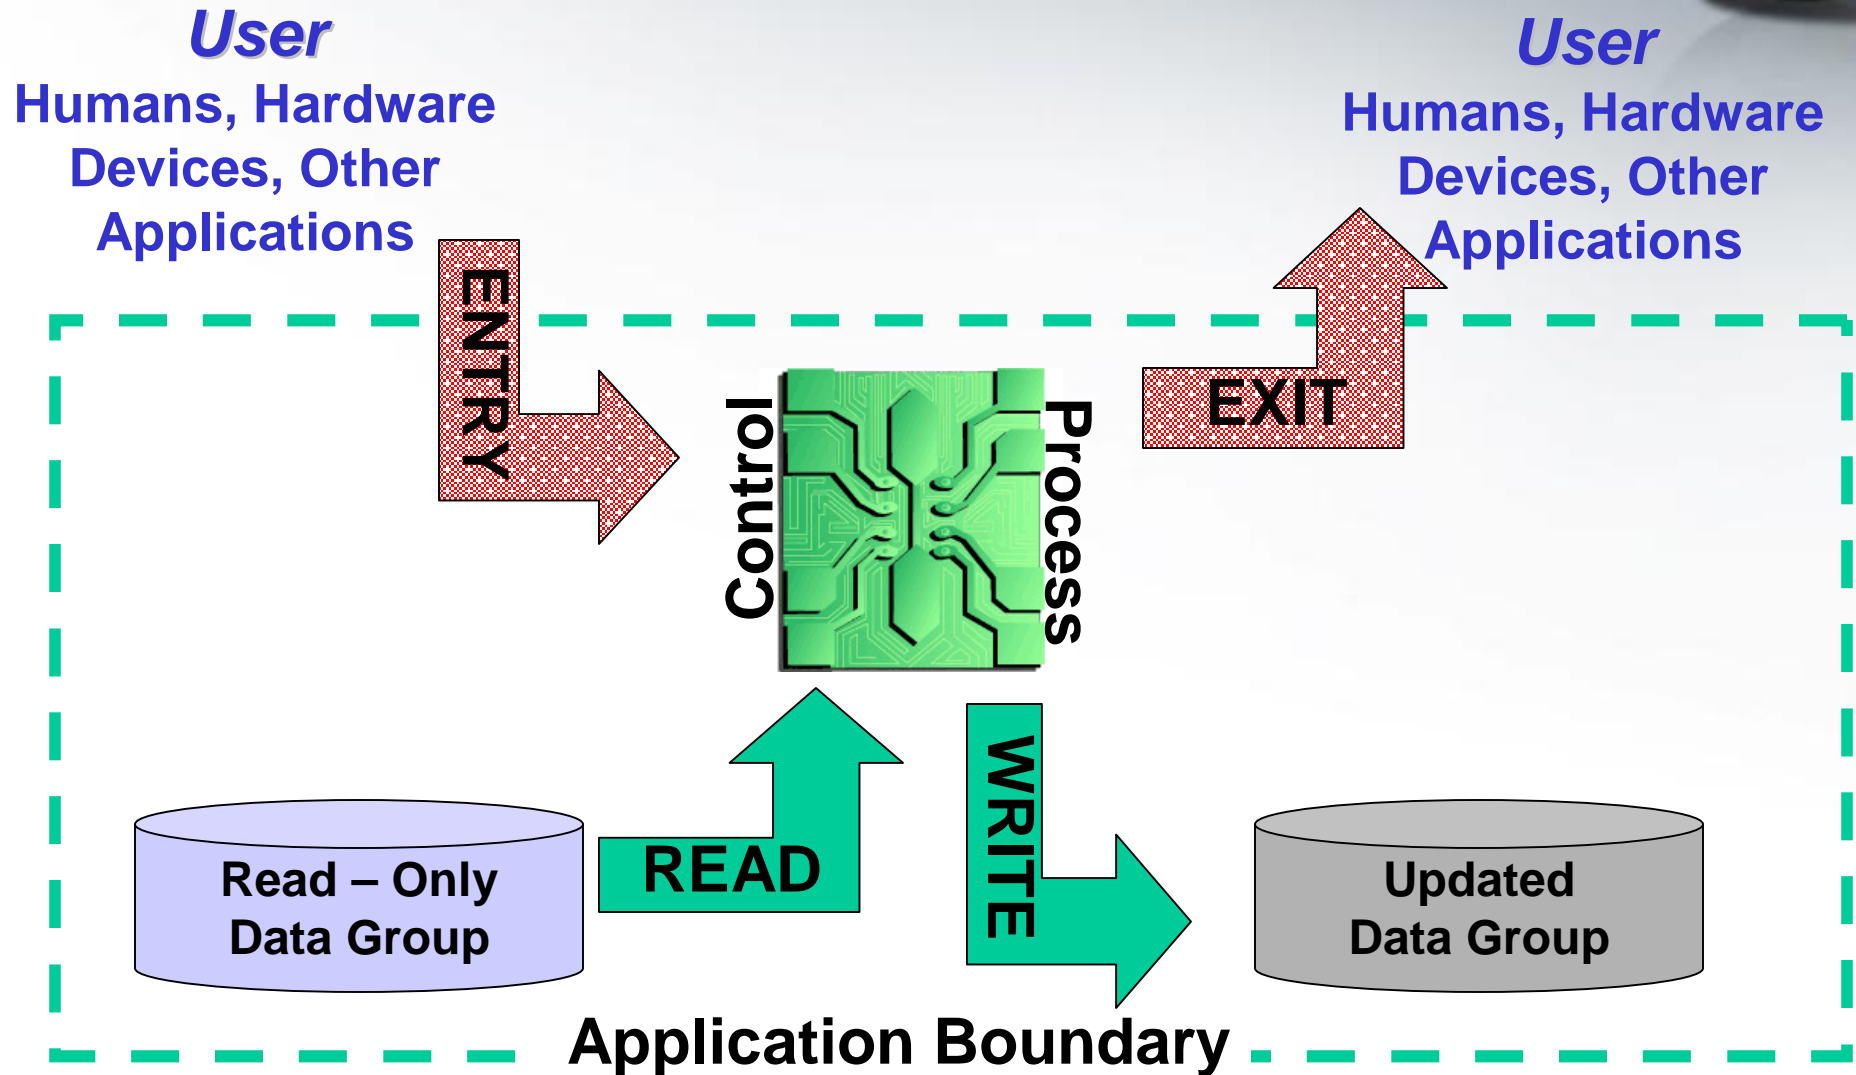 User
Humans, Hardware
Devices, Other
Applications
User
Humans, Hardware
Devices, Other
Applications
ENTRY
EXIT
Control
Process
READ
WRITE
Read – Only
Data Group
Updated
Data Group
Application Boundary